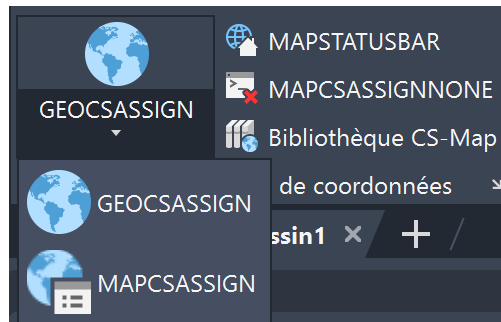 GEOCSASSIGN
MAPSTATUSBAR
MAPCSASSIGNNONE
Bibliothèque CS-Map
de coordonnées
GEOCSASSIGN
MAPCSASSIGN
ssin1